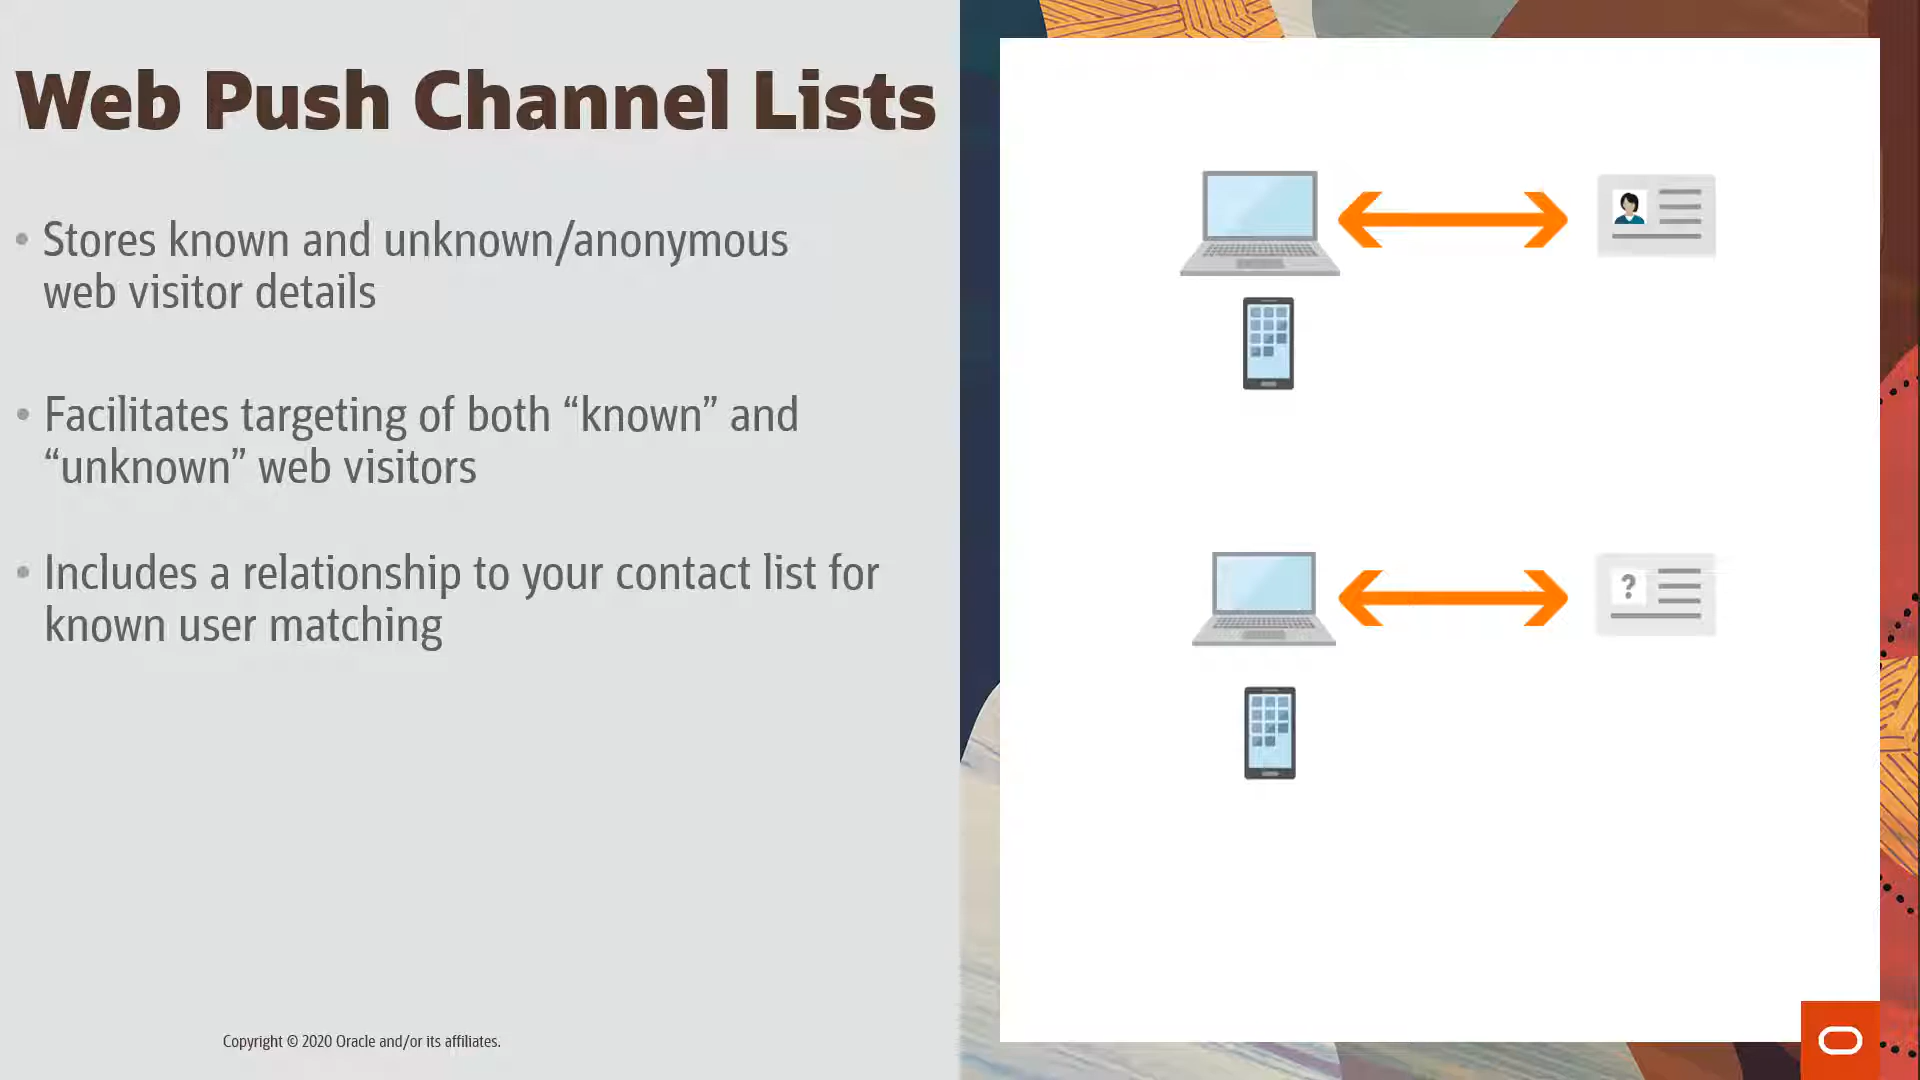 Web Push Channel Lists
• Stores known and unknown/anonymous
web visitor details
• Facilitates targeting of both “known” and
“unknown” web visitors
• Includes a relationship to your contact list for
known user matching
?
Copyright © 2020 Oracle and/or its affiliates.